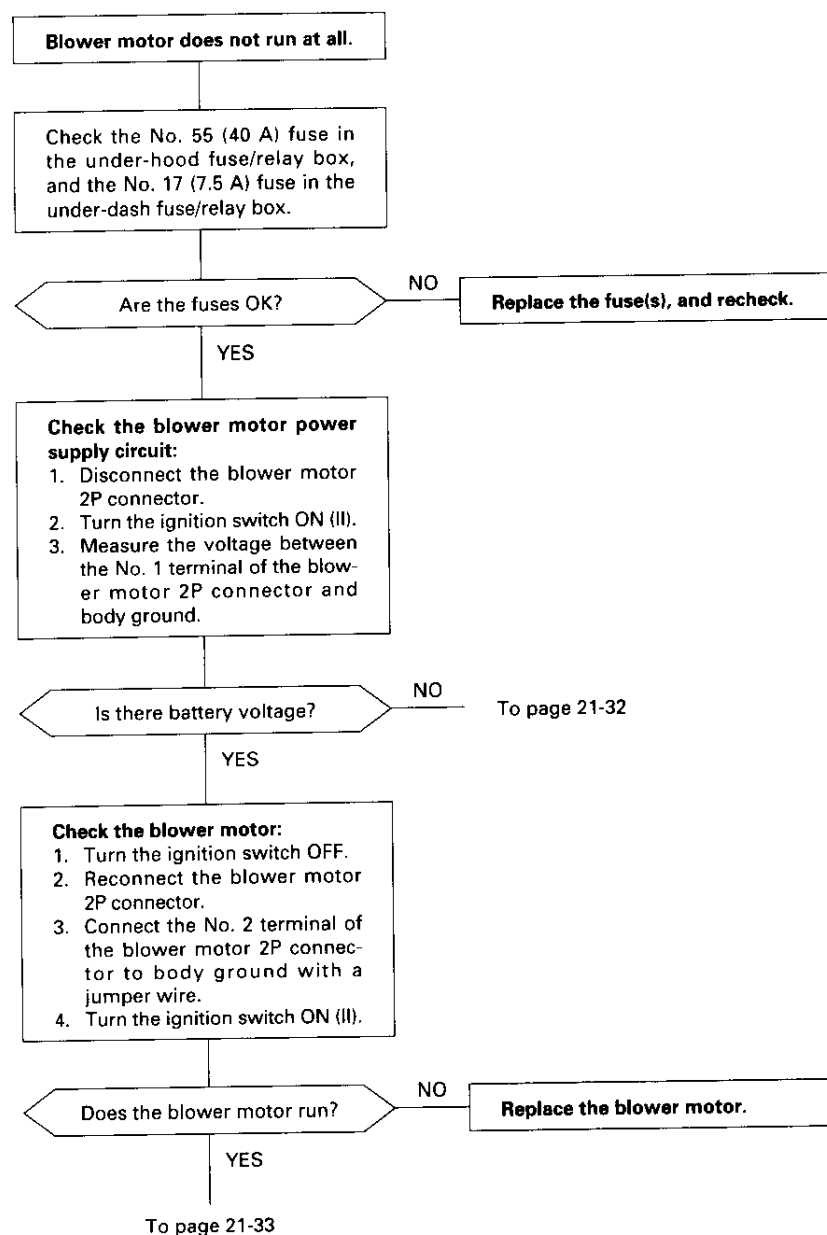 Blower motor does not run at all.
Check the No. 55 (40 A) fuse in
the under-hood fuse/relay box,
and the No. 17 (7.5 A) fuse in the
under-dash fuse/relay box.
Are the fuses OK?
NO
Replace the fuse(s), and recheck.
YES
Check the blower motor power
supply circuit:
1. Disconnect the blower motor
2P connector.
2. Turn the ignition switch ON (II).
3. Measure the voltage between
the No. 1 terminal of the blow-
er motor 2P connector and
body ground.
Is there battery voltage?
NO
To page 21-32
YES
Check the blower motor:
1. Turn the ignition switch OFF.
2. Reconnect the blower motor
2P connector.
3. Connect the No. 2 terminal of
the blower motor 2P connec-
tor to body ground with a
jumper wire.
4. Turn the ignition switch ON (II).
Does the blower motor run?
NO
Replace the blower motor.
YES
To page 21-33